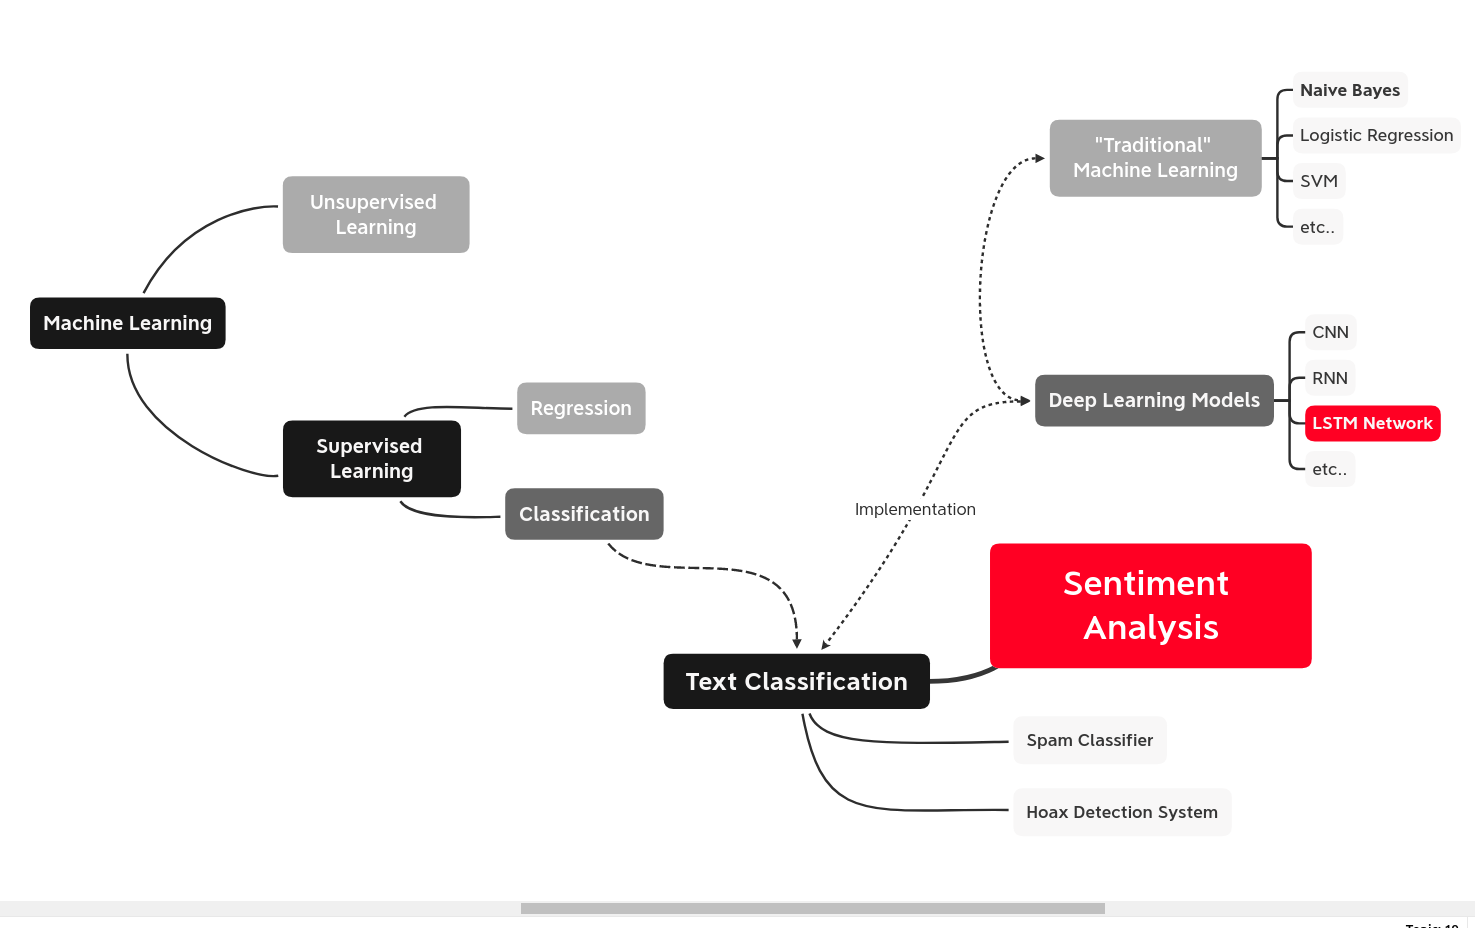 Naive Bayes
"Traditional"
Machine Learning
Logistic Regression
SVM
etc..
Unsupervised
Learning
Machine Learning
CNN
RNN
Deep Learning Models
LSTM Network
etc..
Regression
Supervised
Learning
Classification
Implementation
Sentiment
Analysis
Text Classification
Spam Classifier
Hoax Detection System